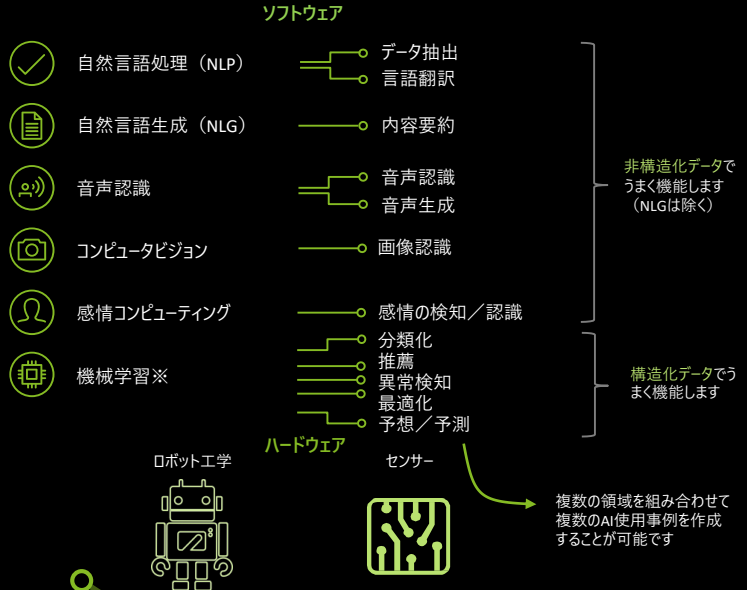 ソフトウェア
自然言語処理（NLP）
データ抽出
言語翻訳
自然言語生成（NLG）
内容要約
音声認識
音声認識
音声生成
コンピュータビジョン
画像認識
感情コンピューティング
感情の検知／認識
非構造化データで
うまく機能します
（NLGは除く）
機械学習※
分類化
推薦
異常検知
最適化
予想／予測
構造化データでう
まく機能します
ハードウェア
ロボット工学
センサー
複数の領域を組み合わせて
複数のAI使用事例を作成
することが可能です